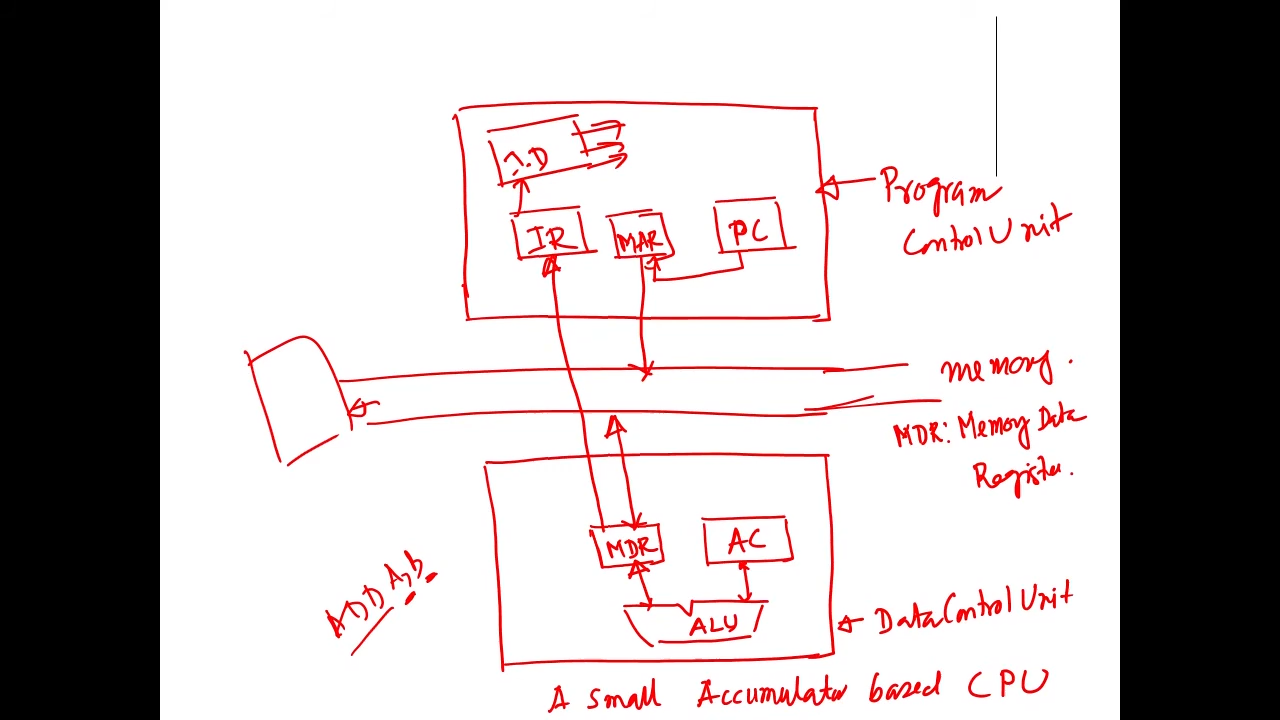 I.D
IR
MAR
PC
Program
Control Unit
memory.
MDR: Memory Data
Register.
MDR
AC
ALU
ADD A, b
Data Control Unit
A small Accumulator based CPU